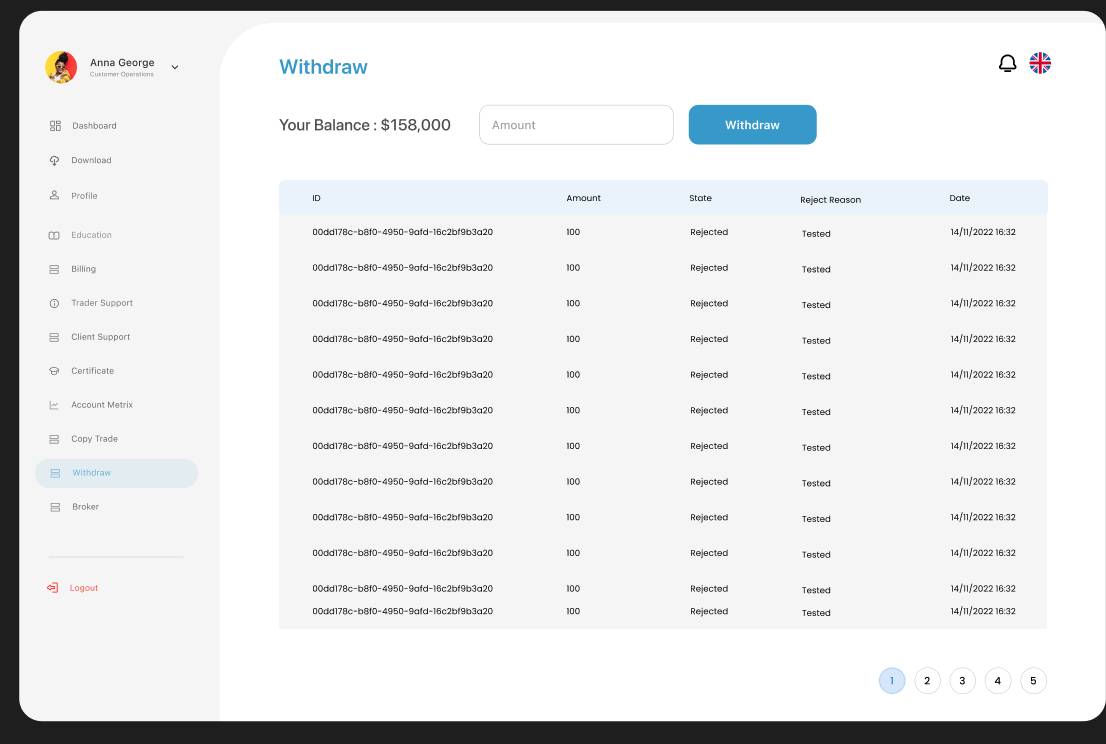 Anna George
Customer Operations
Dashboard
Download
Profile
Education
Billing
Trader Support
Client Support
Certificate
Account Metrix
Copy Trade
Withdraw
Broker
Logout
Withdraw
Your Balance : $158,000 Amount Withdraw
ID Amount State Reject Reason Date
00dd178c-b8f0-4950-9afd-16c2bf9b3a20 100 Rejected Tested 14/11/2022 16:32
00dd178c-b8f0-4950-9afd-16c2bf9b3a20 100 Rejected Tested 14/11/2022 16:32
00dd178c-b8f0-4950-9afd-16c2bf9b3a20 100 Rejected Tested 14/11/2022 16:32
00dd178c-b8f0-4950-9afd-16c2bf9b3a20 100 Rejected Tested 14/11/2022 16:32
00dd178c-b8f0-4950-9afd-16c2bf9b3a20 100 Rejected Tested 14/11/2022 16:32
00dd178c-b8f0-4950-9afd-16c2bf9b3a20 100 Rejected Tested 14/11/2022 16:32
00dd178c-b8f0-4950-9afd-16c2bf9b3a20 100 Rejected Tested 14/11/2022 16:32
00dd178c-b8f0-4950-9afd-16c2bf9b3a20 100 Rejected Tested 14/11/2022 16:32
00dd178c-b8f0-4950-9afd-16c2bf9b3a20 100 Rejected Tested 14/11/2022 16:32
00dd178c-b8f0-4950-9afd-16c2bf9b3a20 100 Rejected Tested 14/11/2022 16:32
00dd178c-b8f0-4950-9afd-16c2bf9b3a20 100 Rejected Tested 14/11/2022 16:32
00dd178c-b8f0-4950-9afd-16c2bf9b3a20 100 Rejected Tested 14/11/2022 16:32
1 2 3 4 5